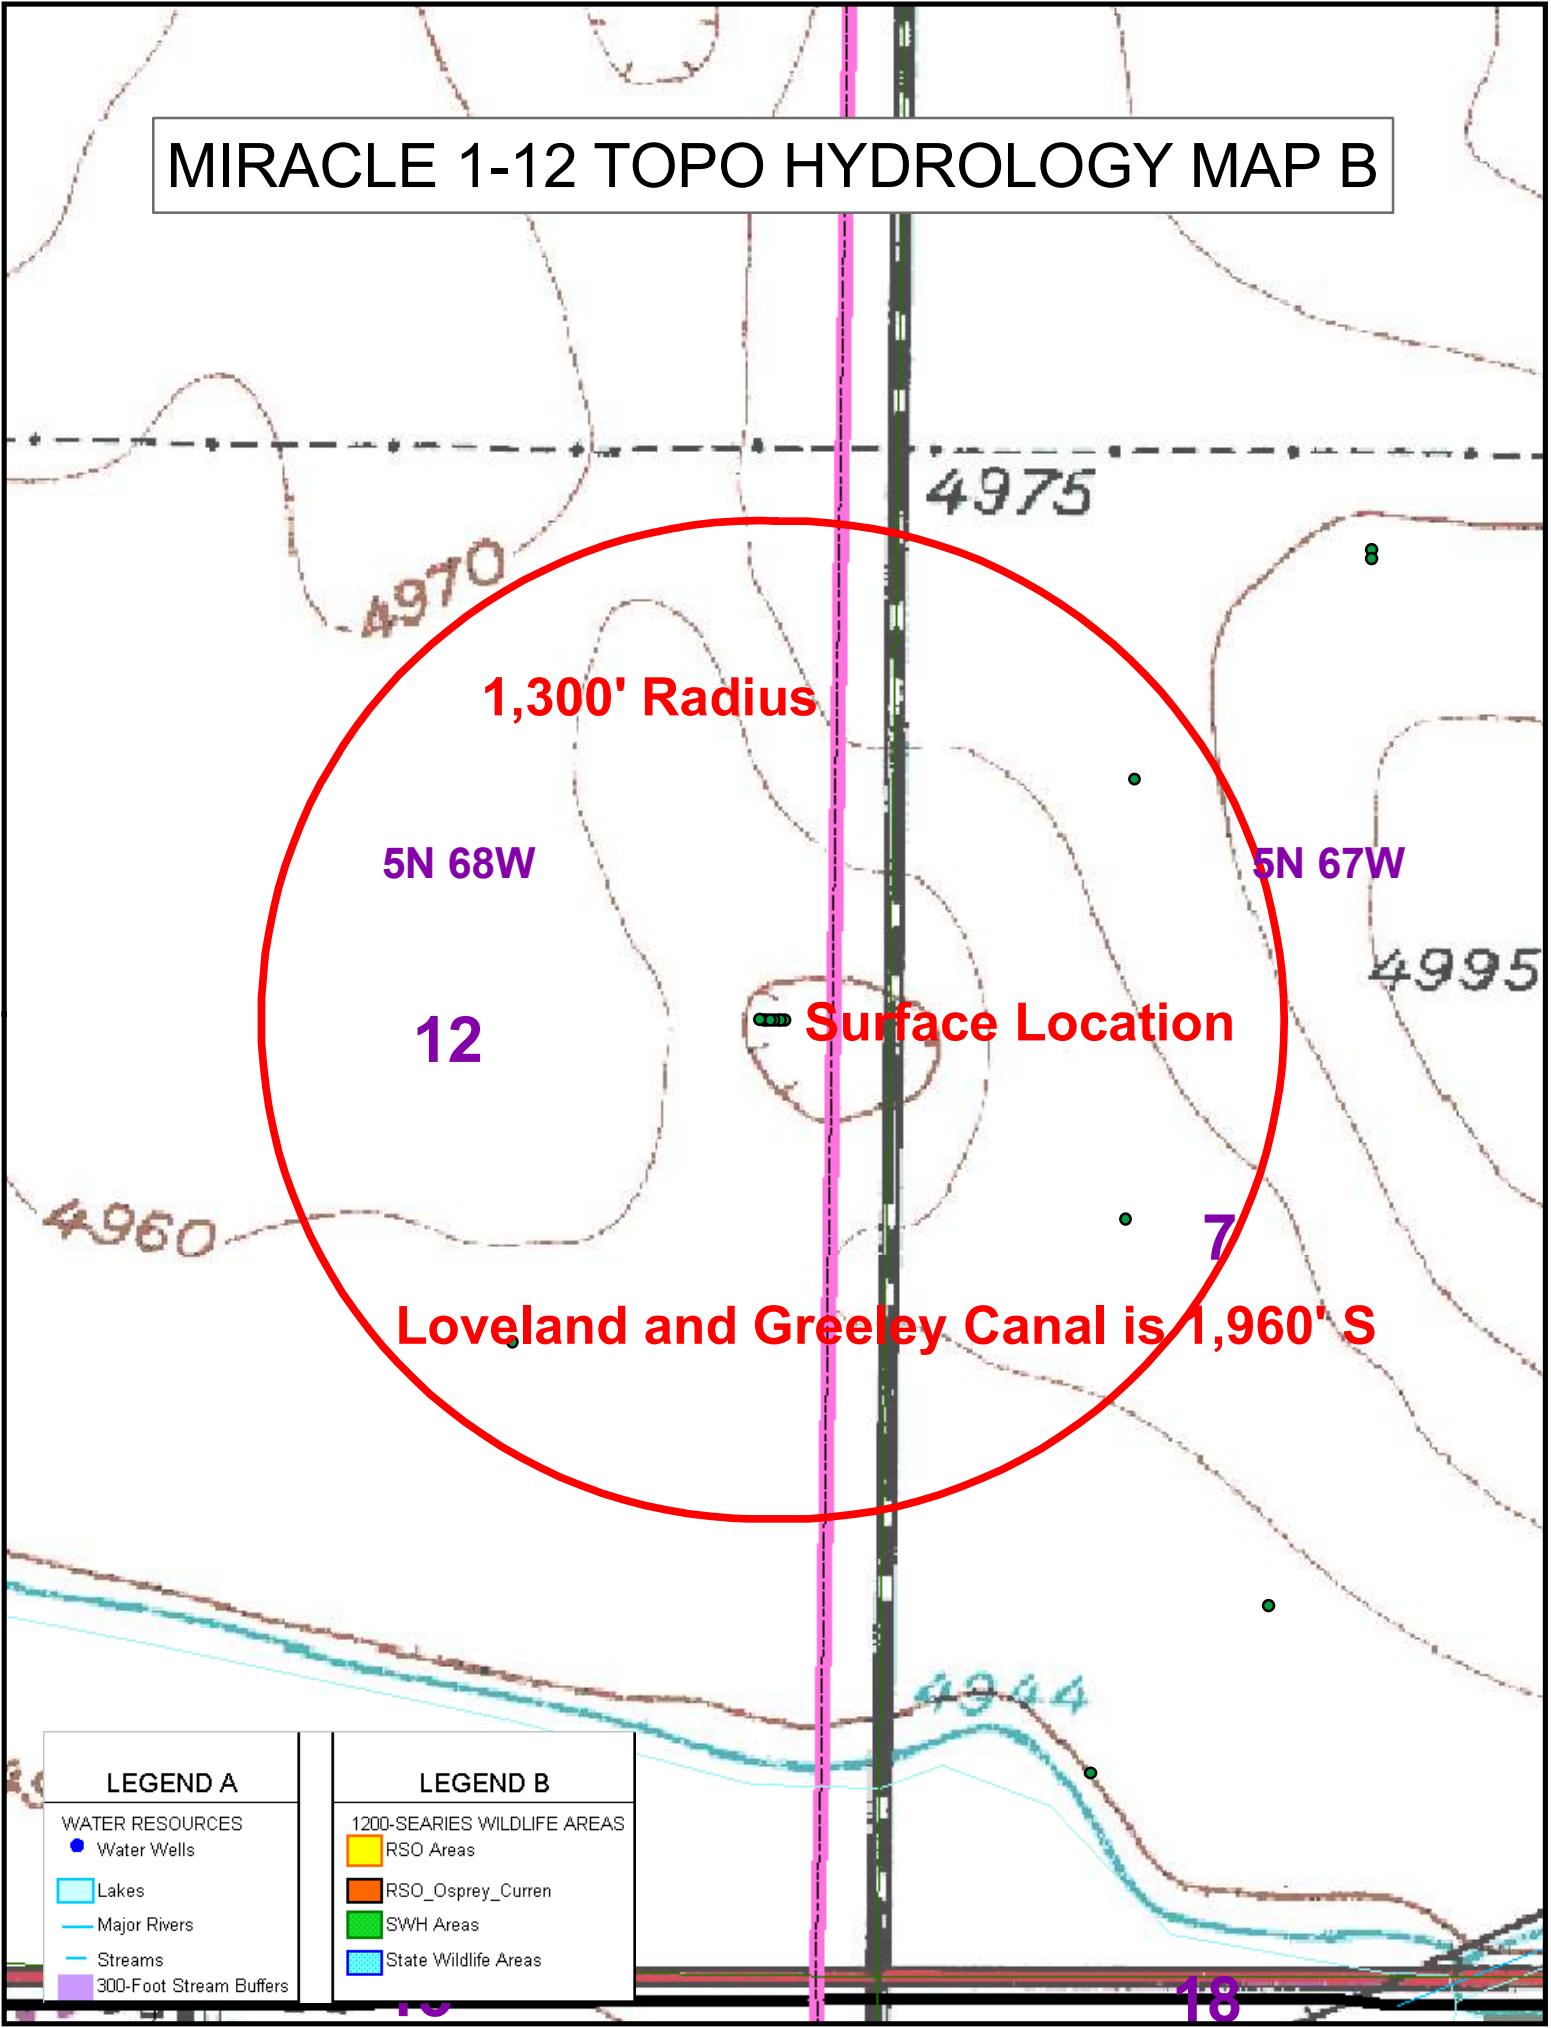 MIRACLE 1-12 TOPO HYDROLOGY MAP B
4975
4970
1,300' Radius
5N 68W
5N 67W
4995
12
Surface Location
4960
7
Loveland and Greeley Canal is 1,960' S
4944
LEGEND A
WATER RESOURCES
Water Wells
Lakes
Major Rivers
Streams
300-Foot Stream Buffers
LEGEND B
1200-SEARIES WILDLIFE AREAS
RSO Areas
RSO_Osprey_Curren
SWH Areas
State Wildlife Areas
18